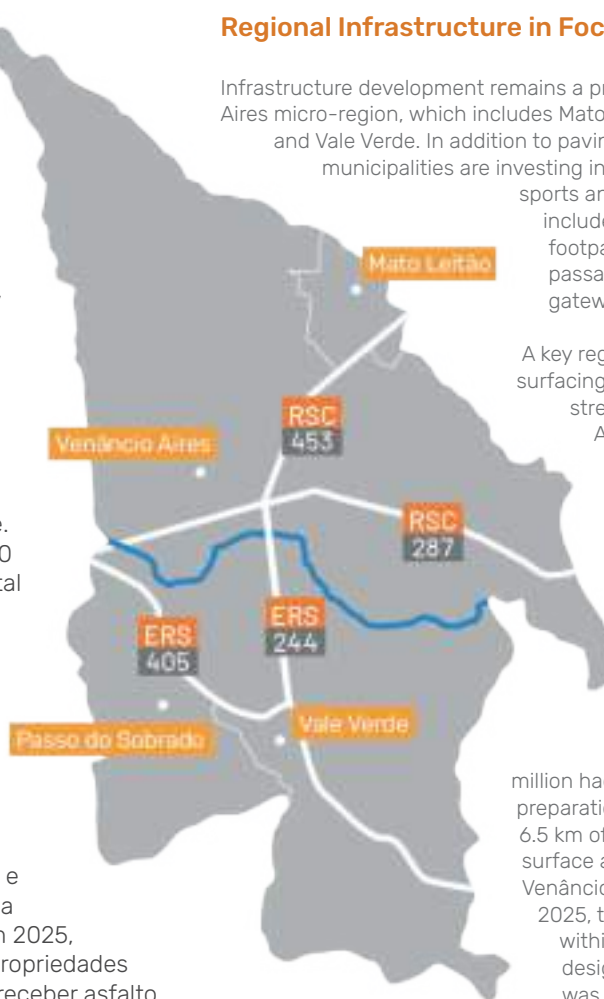 Regional Infrastructure in Foc
Infrastructure development remains a pr
Aires micro-region, which includes Mato
and Vale Verde. In addition to pavin
municipalities are investing in
sports ar
include
footpa
passa
gatew
A key reg
surfacing
stre
A
million ha
preparatio
6.5 km of
surface a
Venâncio
2025, t
withi
desig
was
Mato Leitão
RSC
453
Venâncio Aires
RSC
287
ERS
244
ERS
405
Vale Verde
Passo do Sobrado
e.
0
tal
e
a
n 2025,
ropriedades
receber asfalto